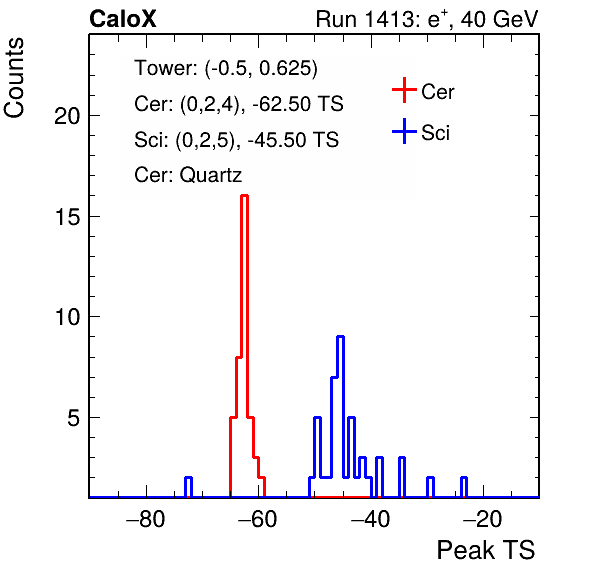 CaloX Run 1413: e⁺, 40 GeV
Counts
Tower: (-0.5, 0.625)
Cer: (0,2,4), -62.50 TS
Sci: (0,2,5), -45.50 TS
Cer: Quartz
Cer
Sci
20
15
10
5
−80 −60 −40 −20
Peak TS